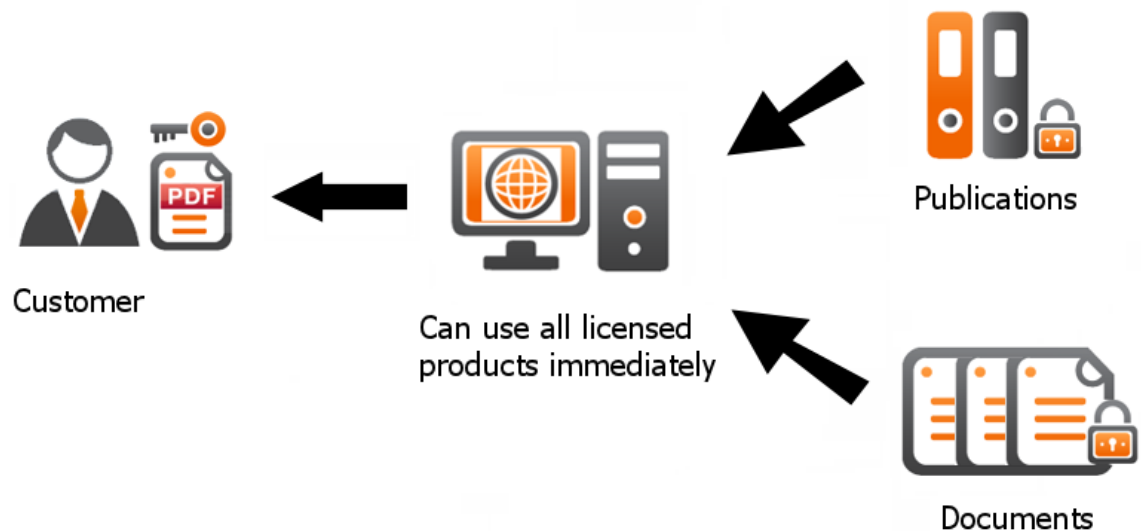 Publications
PDF
Customer
Can use all licensed
products immediately
Documents